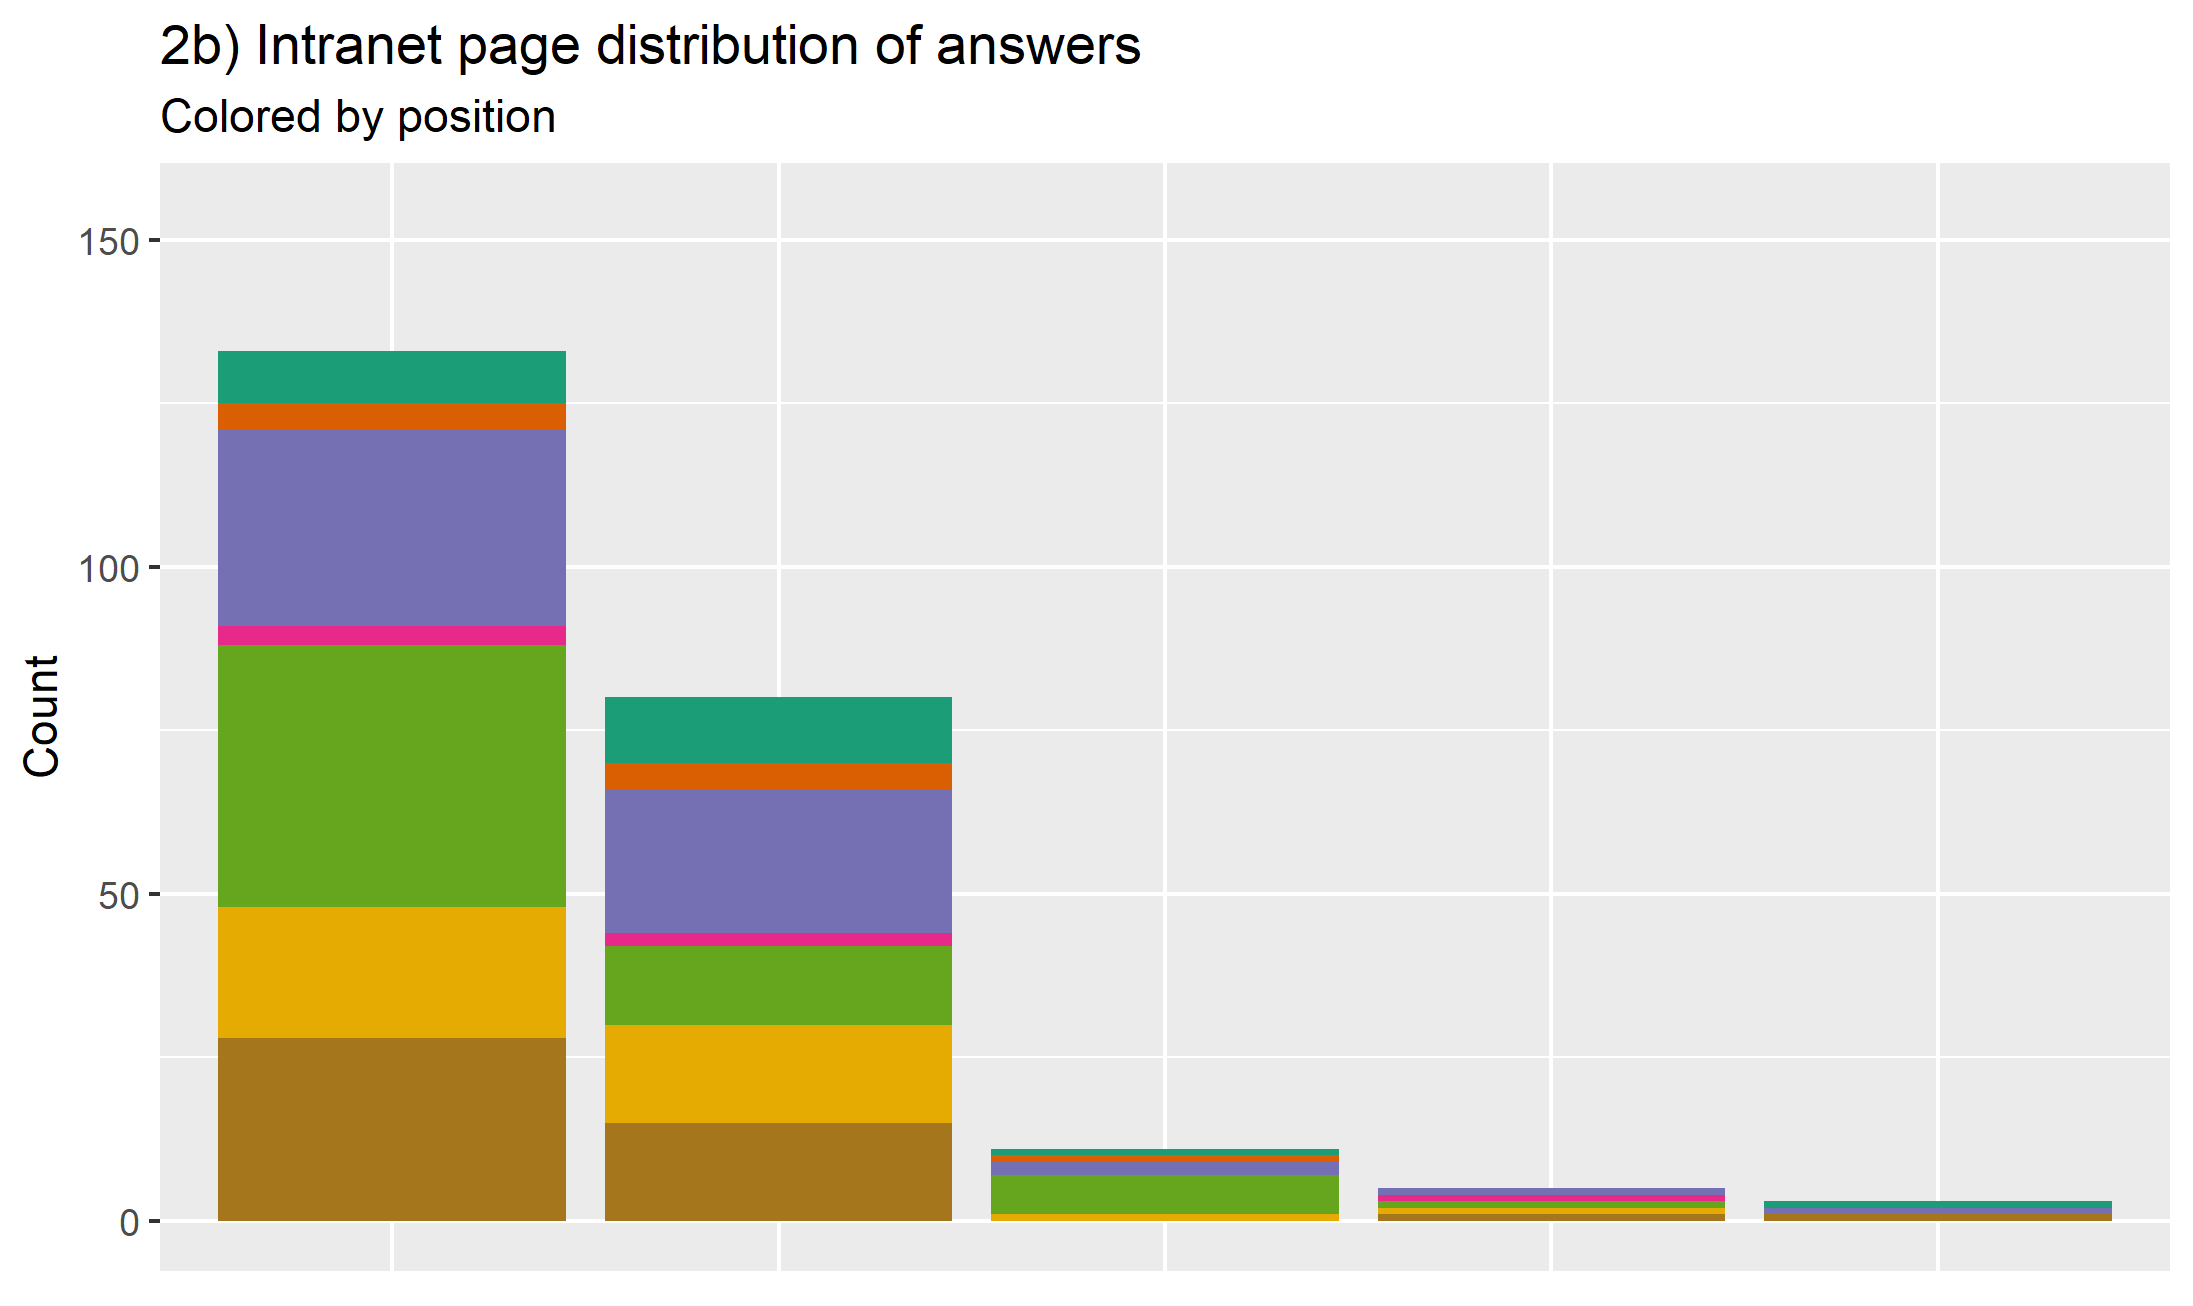 2b) Intranet page distribution of answers
Colored by position
150
100
50
0
Count